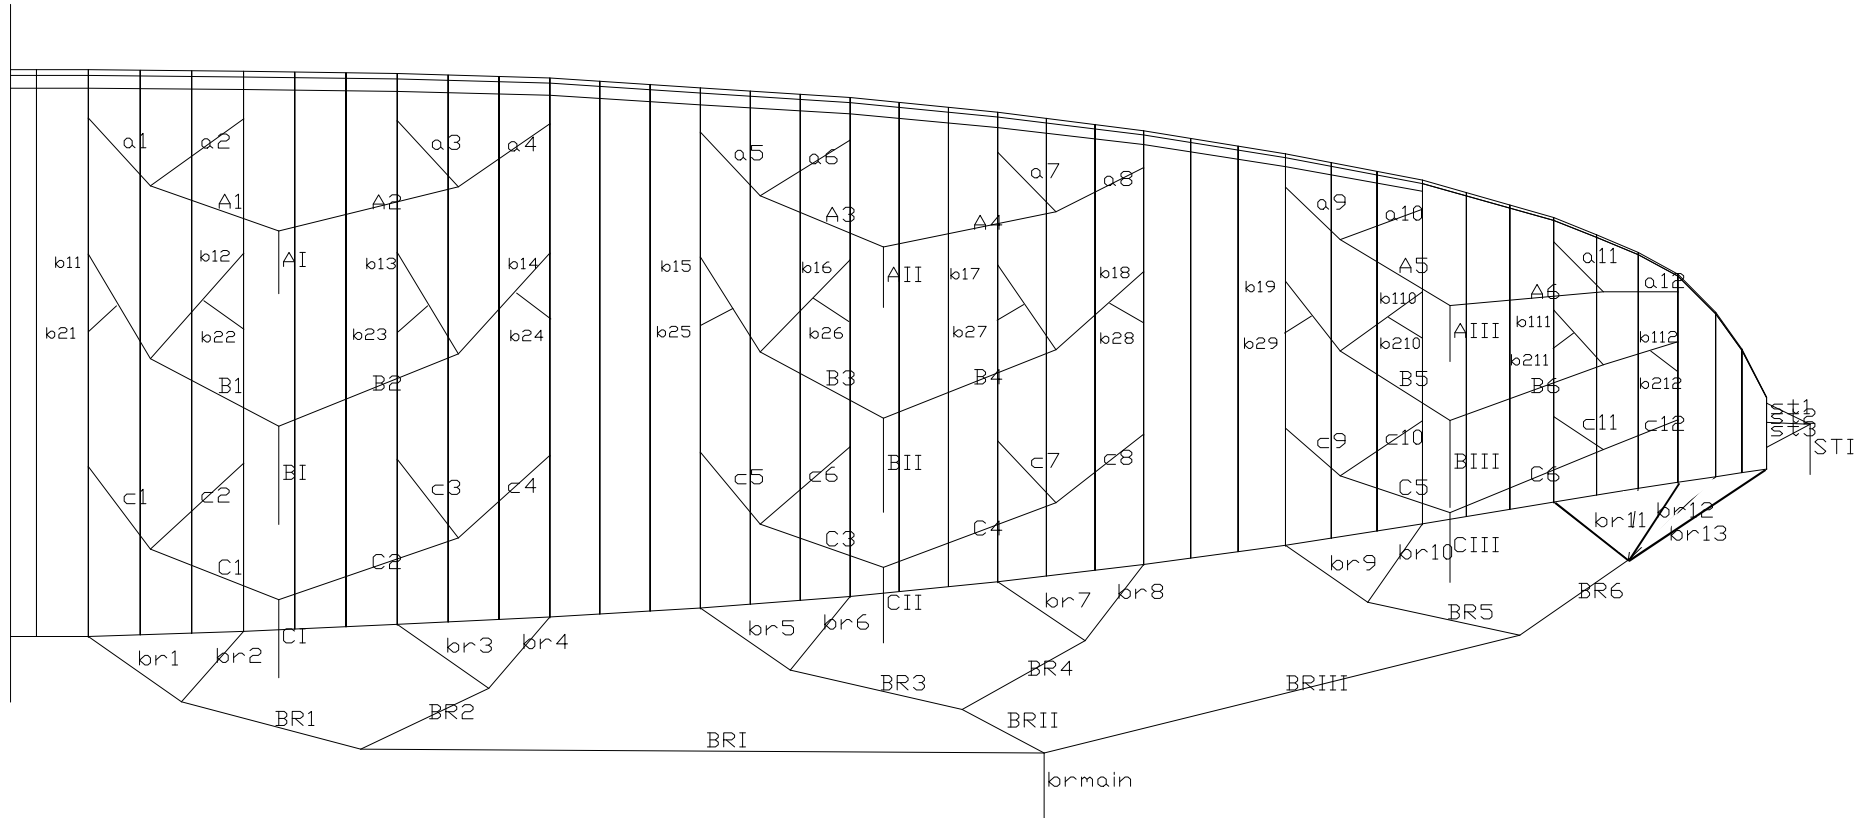 a1 a2 a3 a4 a5 a6 a7 a8 a9 a10 a11 a12
A1 A2 A3 A4 A5 A6
AI AII AIII
b11 b12 b13 b14 b15 b16 b17 b18 b19 b110 b111 b112
b21 b22 b23 b24 b25 b26 b27 b28 b29 b210 b211 b212
B1 B2 B3 B4 B5 B6
BI BII BIII
st1
st2
st3
STI
c1 c2 c3 c4 c5 c6 c7 c8 c9 c10 c11 c12
C1 C2 C3 C4 C5 C6
CI CII CIII
br1 br2 br3 br4 br5 br6 br7 br8 br9 br10 br11 br12 br13
BR1 BR2 BR3 BR4 BR5 BR6
BRI BRII BRIII
brmain